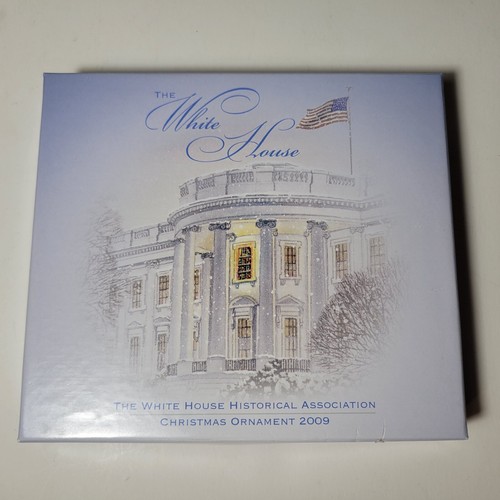 THE
White
House
THE WHITE HOUSE HISTORICAL ASSOCIATION
CHRISTMAS ORNAMENT 2009